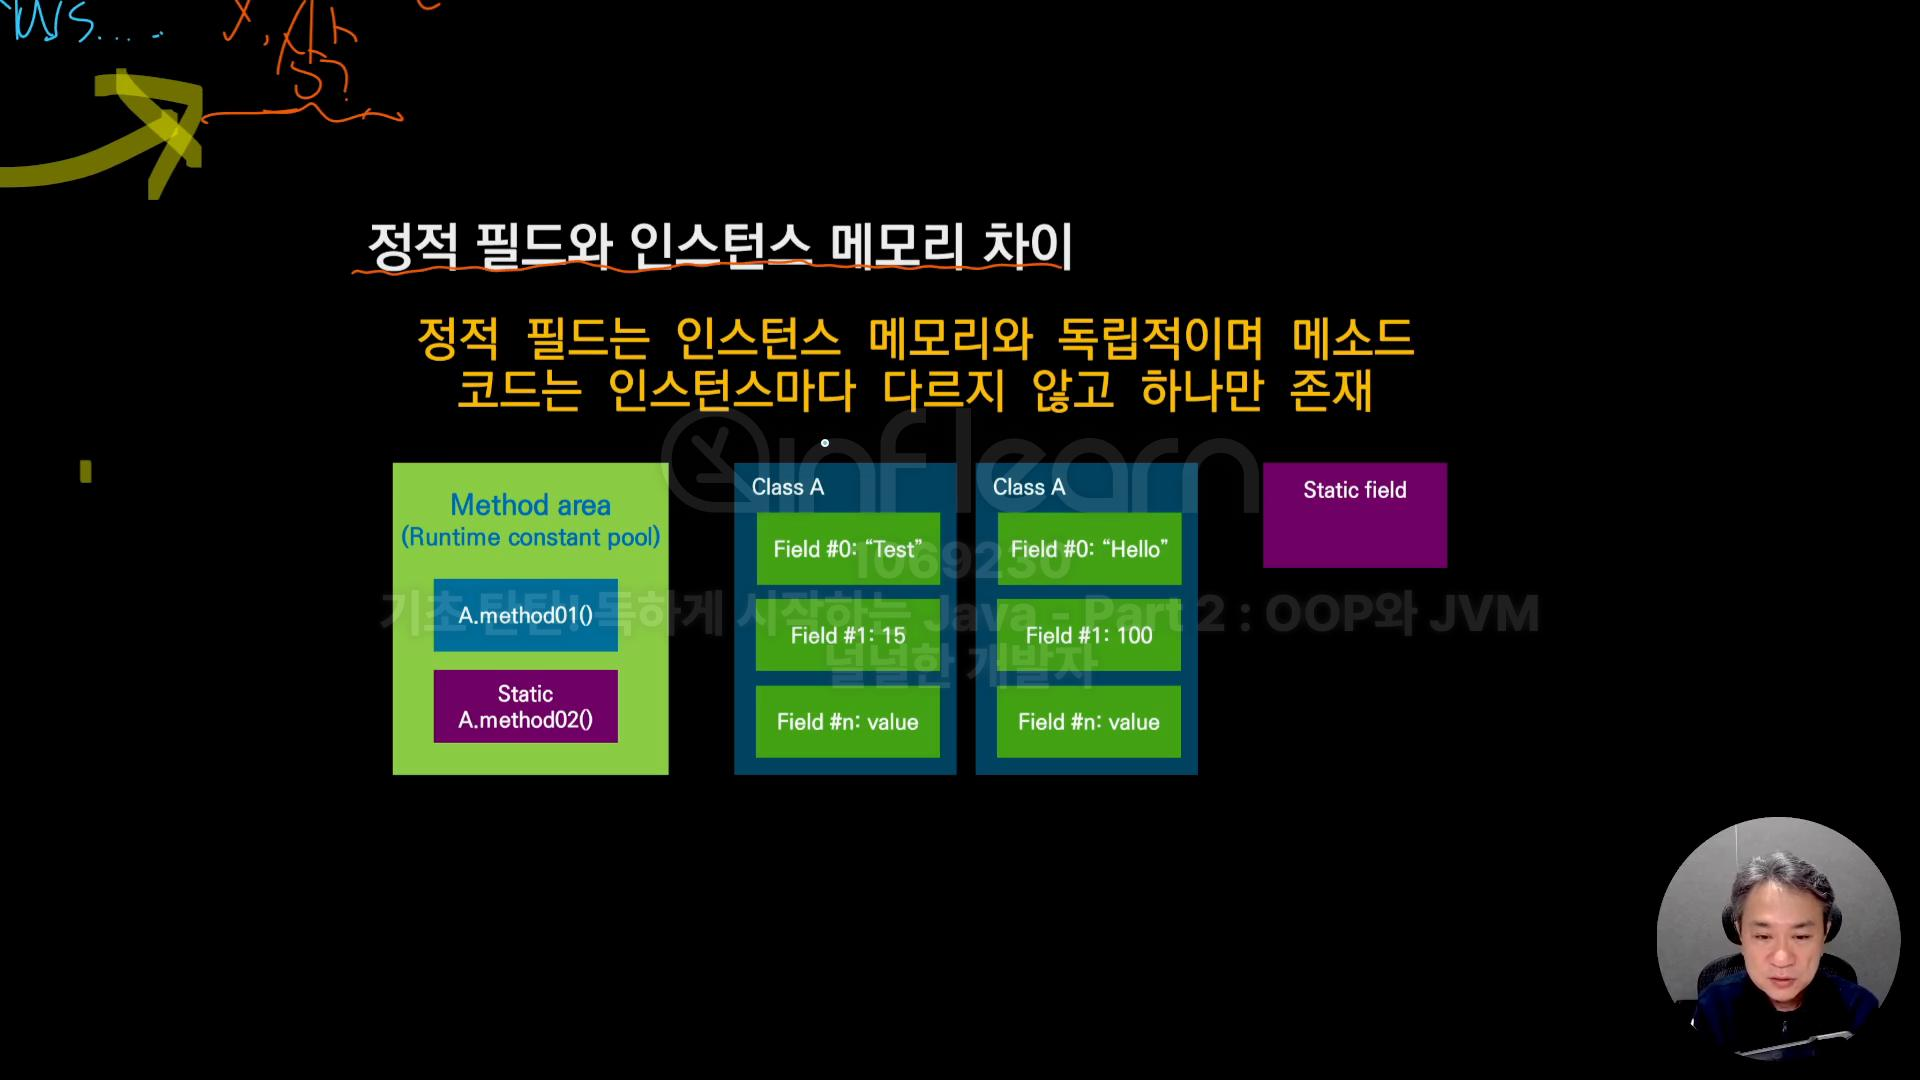 정적 필드와 인스턴스 메모리 차이
정적 필드는 인스턴스 메모리와 독립적이며 메소드
코드는 인스턴스마다 다르지 않고 하나만 존재
inflearn
Method area
(Runtime constant pool)
A.method01()
Static
A.method02()
Class A
Field #0: “Test”
Field #1: 15
Field #n: value
Class A
Field #0: “Hello”
Field #1: 100
Field #n: value
Static field
1069230
기초 탄탄! 독하게 시작하는 Java - Part 2 : OOP와 JVM
널널한 개발자